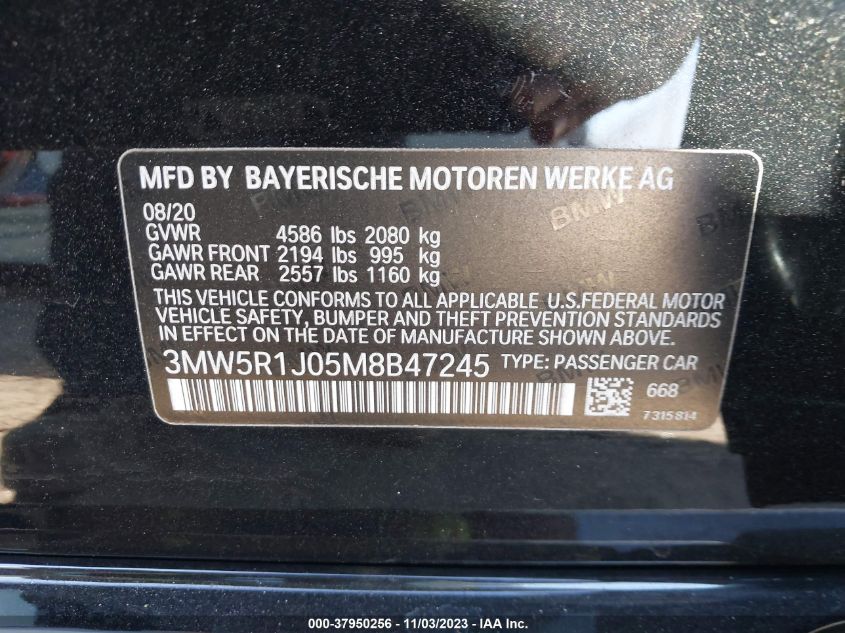 MFD BY BAYERISCHE MOTOREN WERKE AG
08/20
GVWR 4586 lbs 2080 kg
GAWR FRONT 2194 lbs 995 kg
GAWR REAR 2557 lbs 1160 kg
THIS VEHICLE CONFORMS TO ALL APPLICABLE U.S.FEDERAL MOTOR
VEHICLE SAFETY, BUMPER AND THEFT PREVENTION STANDARDS
IN EFFECT ON THE DATE OF MANUFACTURE SHOWN ABOVE.
3MW5R1J05M8B47245 TYPE: PASSENGER CAR
668
7315814
000-37950256 - 11/03/2023 - IAA Inc.